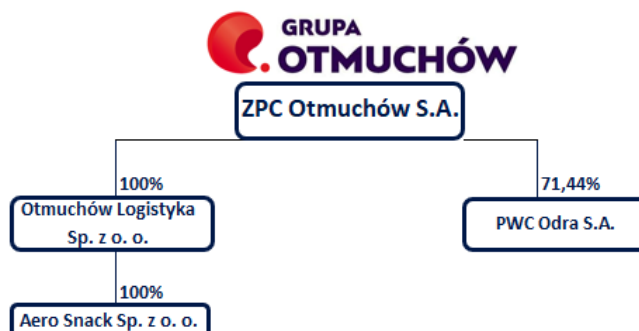 GRUPA
OTMUCHÓW
ZPC Otmuchów S.A.
100%
71,44%
Otmuchów Logistyka
Sp. z o. o.
PWC Odra S.A.
100%
Aero Snack Sp. z o. o.